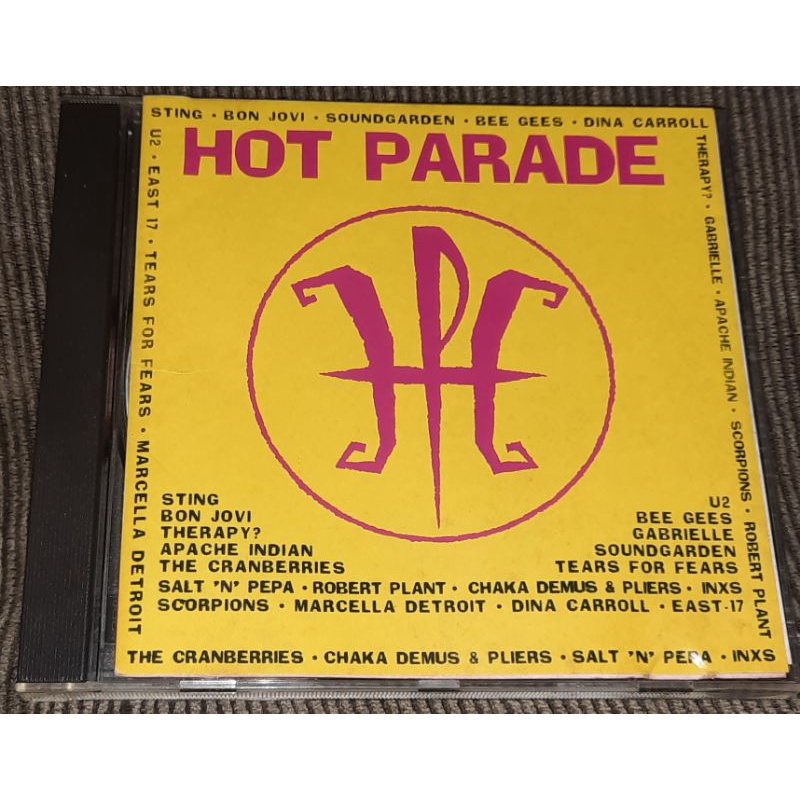 STING • BON JOVI • SOUNDGARDEN • BEE GEES • DINA CARROLL
HOT PARADE
THERAPY? • GABRIELLE • APACHE INDIAN • SCORPIONS • ROBERT PLANT
U2 • EAST 17 • TEARS FOR FEARS • MARCELLA DETROIT
HP
STING
BON JOVI
THERAPY?
APACHE INDIAN
THE CRANBERRIES
U2
BEE GEES
GABRIELLE
SOUNDGARDEN
TEARS FOR FEARS
SALT 'N' PEPA • ROBERT PLANT • CHAKA DEMUS & PLIERS • INXS
SCORPIONS • MARCELLA DETROIT • DINA CARROLL • EAST-17
THE CRANBERRIES • CHAKA DEMUS & PLIERS • SALT 'N' PEPA • INXS